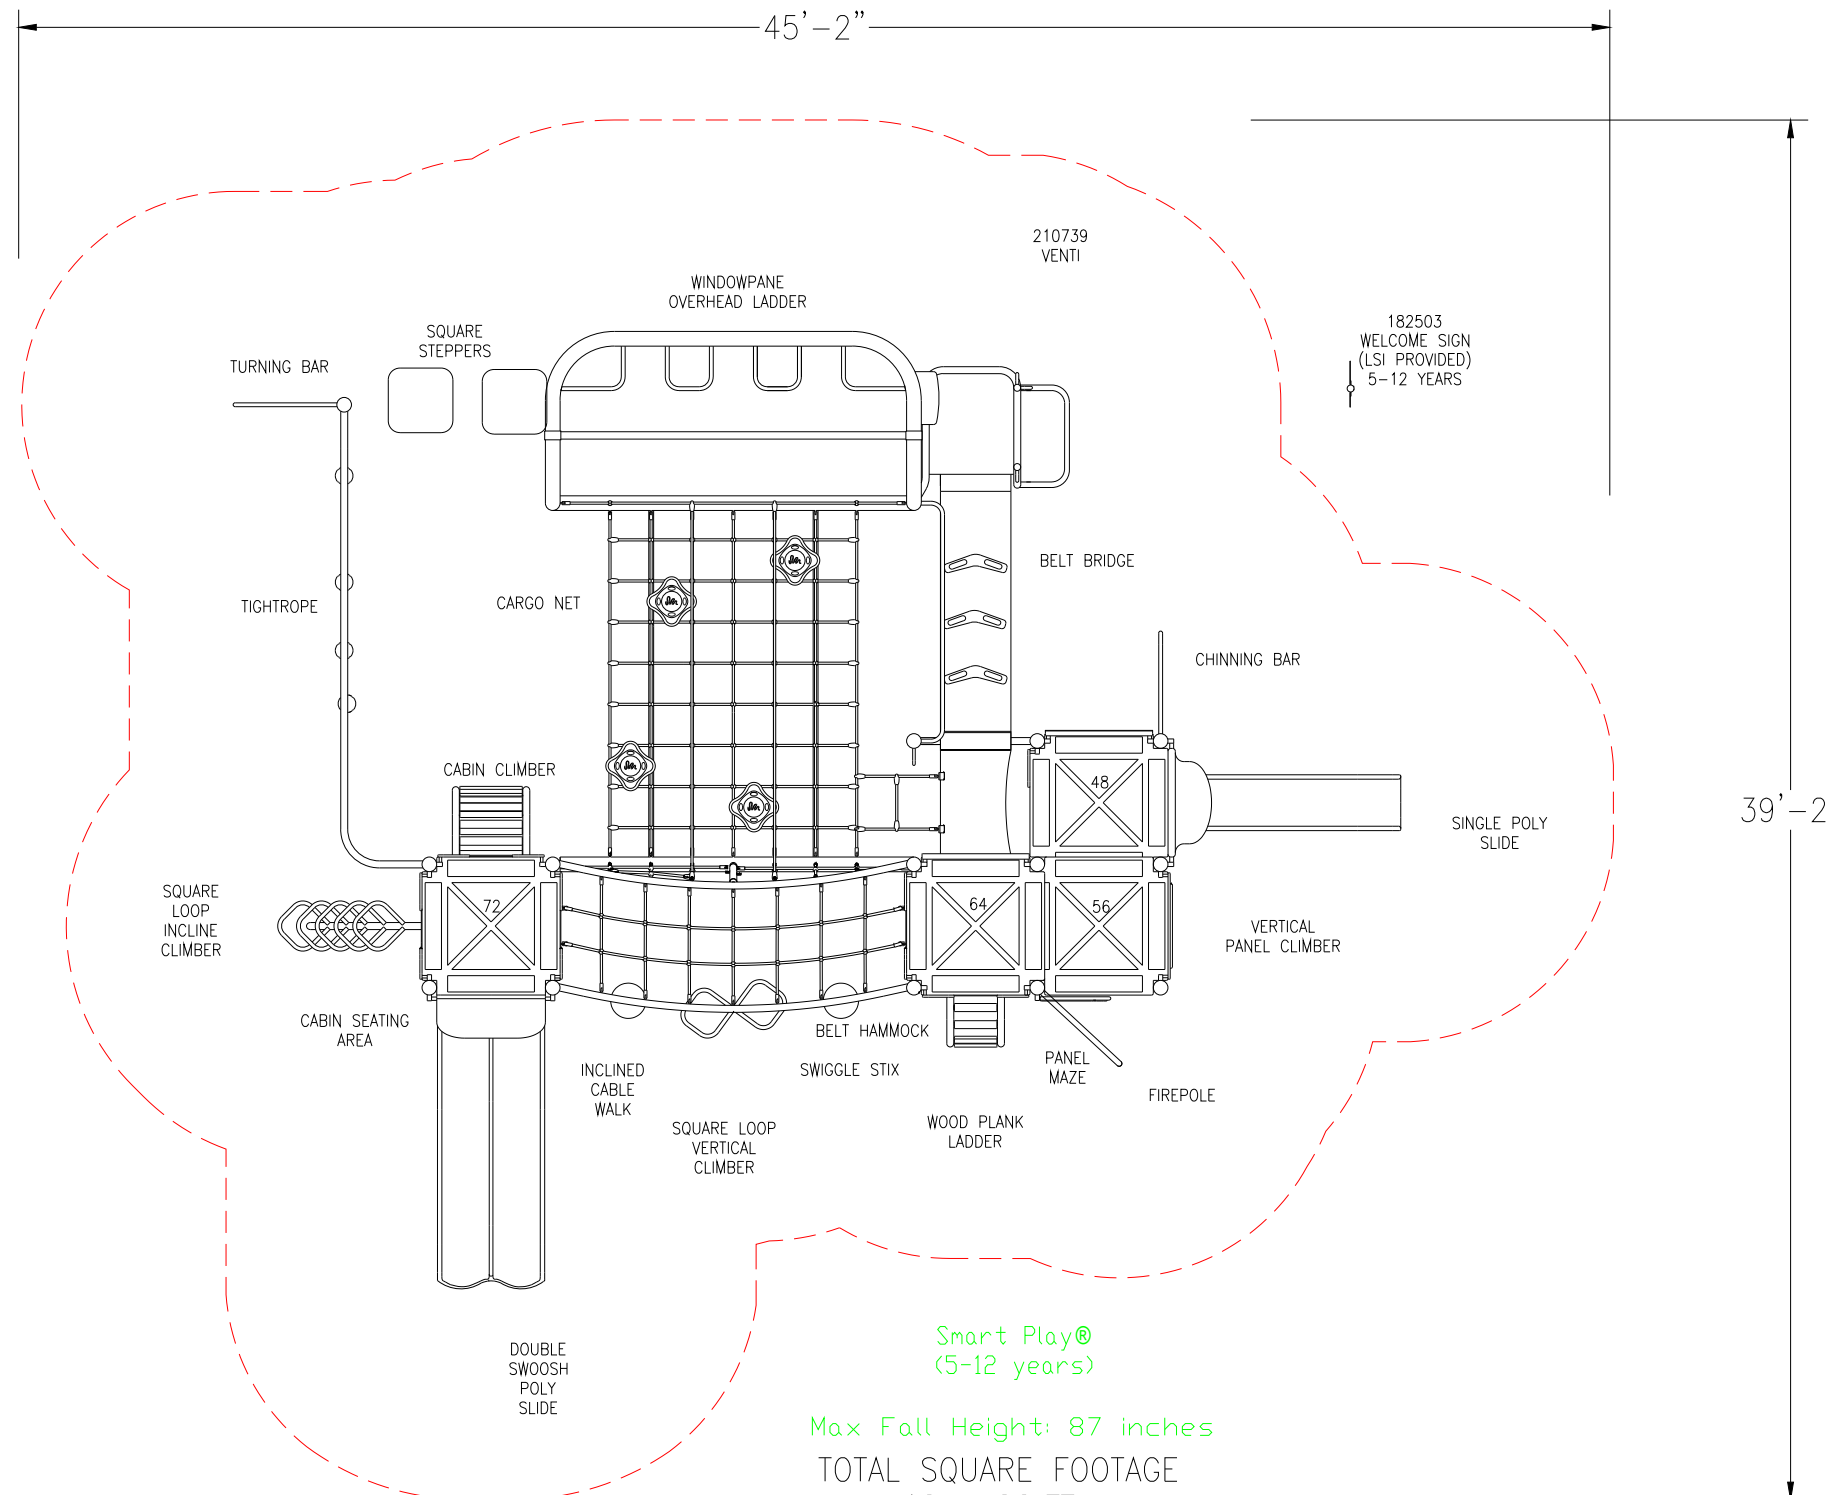 45'-2"
210739
VENTI
WINDOWPANE
OVERHEAD LADDER
182503
WELCOME SIGN
(LSI PROVIDED)
5-12 YEARS
SQUARE
STEPPERS
TURNING BAR
BELT BRIDGE
TIGHTROPE
CARGO NET
CHINNING BAR
CABIN CLIMBER
48
39'-2
SINGLE POLY
SLIDE
SQUARE
LOOP
INCLINE
CLIMBER
72
64
56
VERTICAL
PANEL CLIMBER
CABIN SEATING
AREA
BELT HAMMOCK
INCLINED
CABLE
WALK
SWIGGLE STIX
PANEL
MAZE
FIREPOLE
SQUARE LOOP
VERTICAL
CLIMBER
WOOD PLANK
LADDER
DOUBLE
SWOOSH
POLY
SLIDE
Smart Play®
(5-12 years)
Max Fall Height: 87 inches
TOTAL SQUARE FOOTAGE